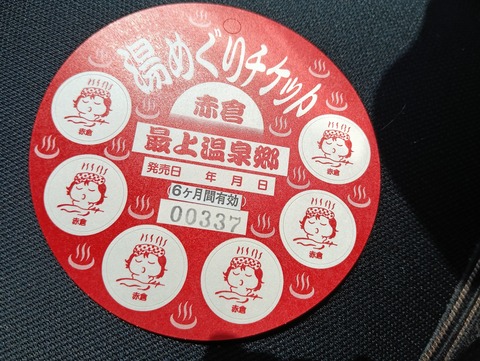 湯めぐりチケット
赤倉
最上温泉郷
発売日 年 月 日
(6ヶ月間有効)
00337
赤倉
赤倉
赤倉
赤倉
赤倉
赤倉